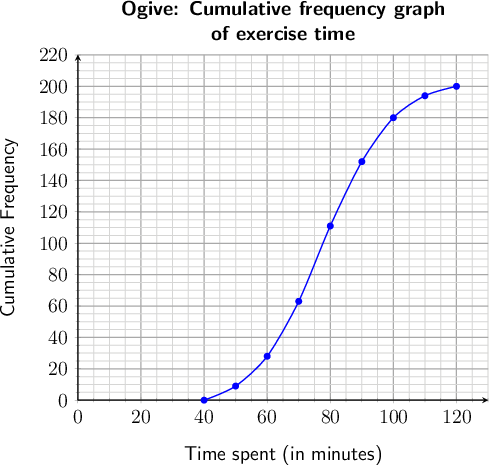 Ogive: Cumulative frequency graph
of exercise time
220
200
180
160
140
120
100
80
60
40
20
0
Cumulative Frequency
0 20 40 60 80 100 120
Time spent (in minutes)